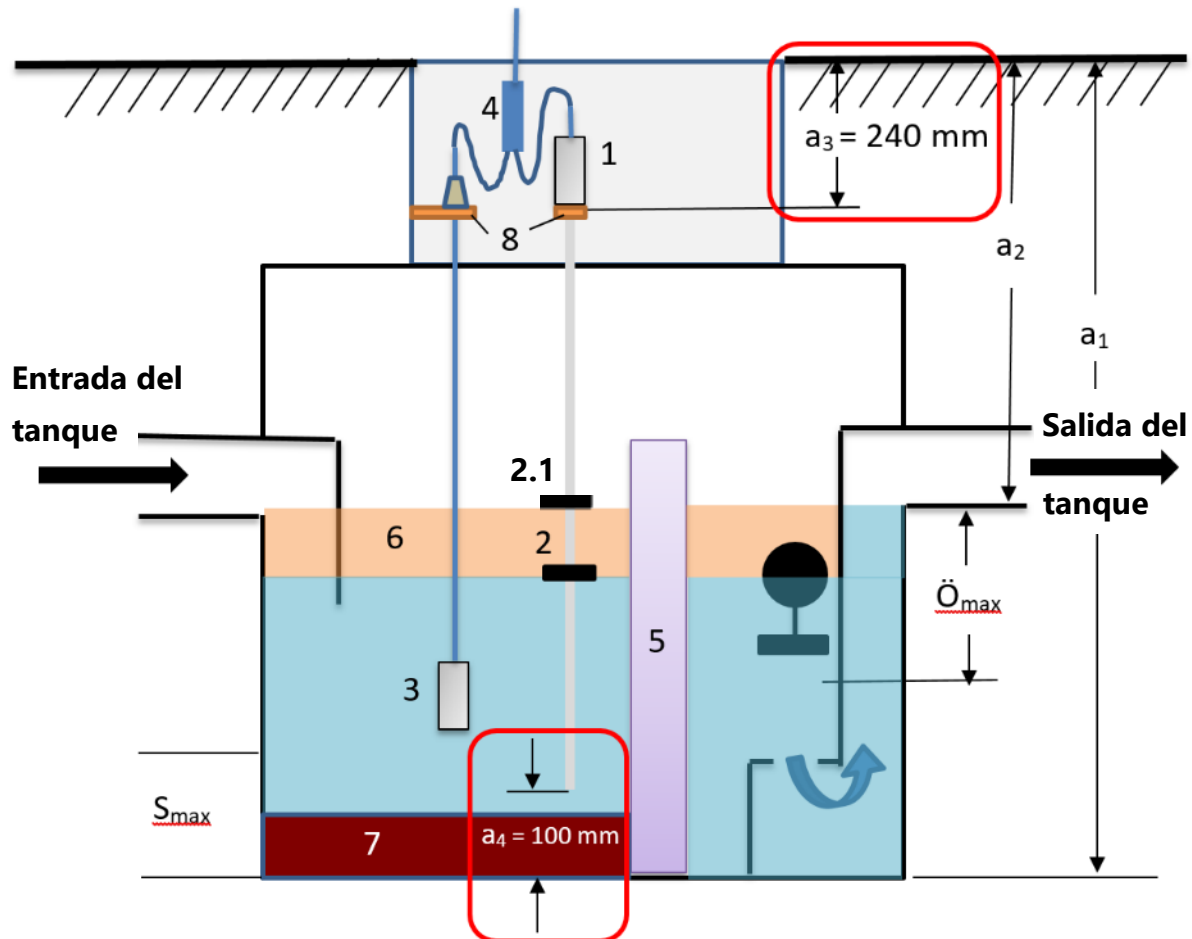 4
1
a₃ = 240 mm
8
a₂
a₁
Entrada del
tanque
Salida del
tanque
2.1
6
2
Ömax
5
3
Smax
7
a₄ = 100 mm